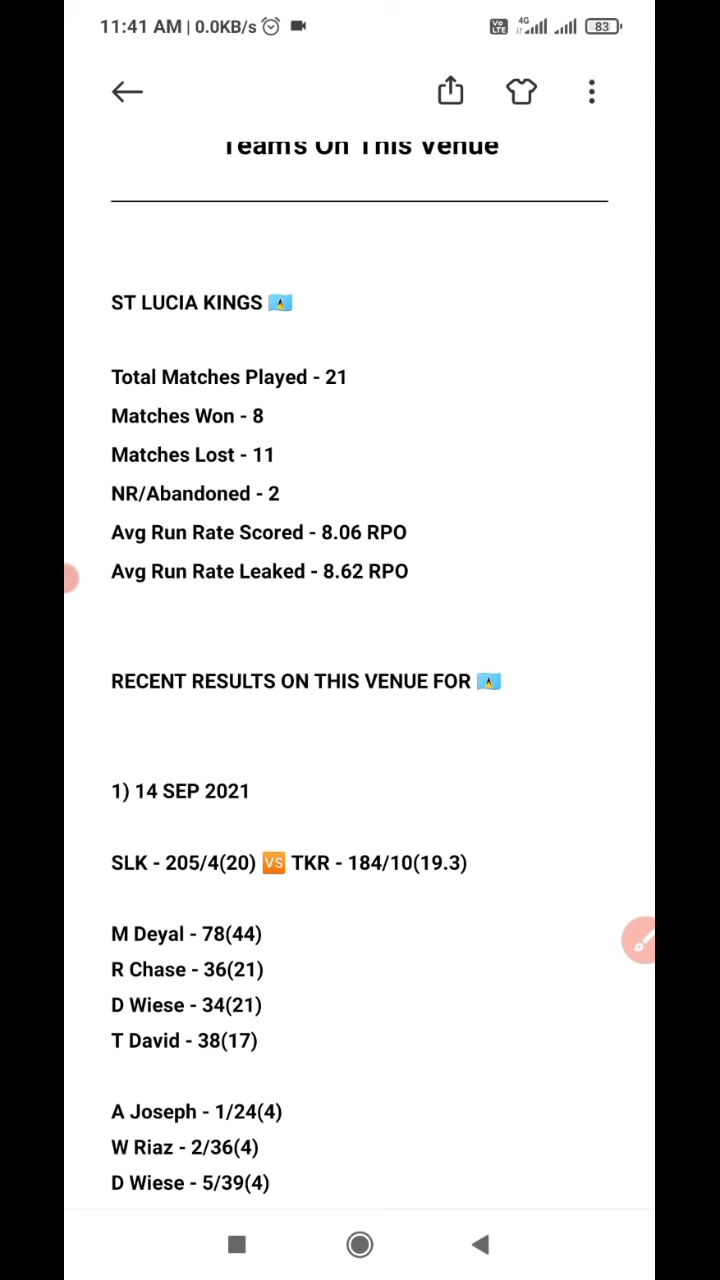 11:41 AM | 0.0KB/s
Vo LTE 4G 83
Teams On This Venue
ST LUCIA KINGS
Total Matches Played - 21
Matches Won - 8
Matches Lost - 11
NR/Abandoned - 2
Avg Run Rate Scored - 8.06 RPO
Avg Run Rate Leaked - 8.62 RPO
RECENT RESULTS ON THIS VENUE FOR
1) 14 SEP 2021
SLK - 205/4(20) VS TKR - 184/10(19.3)
M Deyal - 78(44)
R Chase - 36(21)
D Wiese - 34(21)
T David - 38(17)
A Joseph - 1/24(4)
W Riaz - 2/36(4)
D Wiese - 5/39(4)